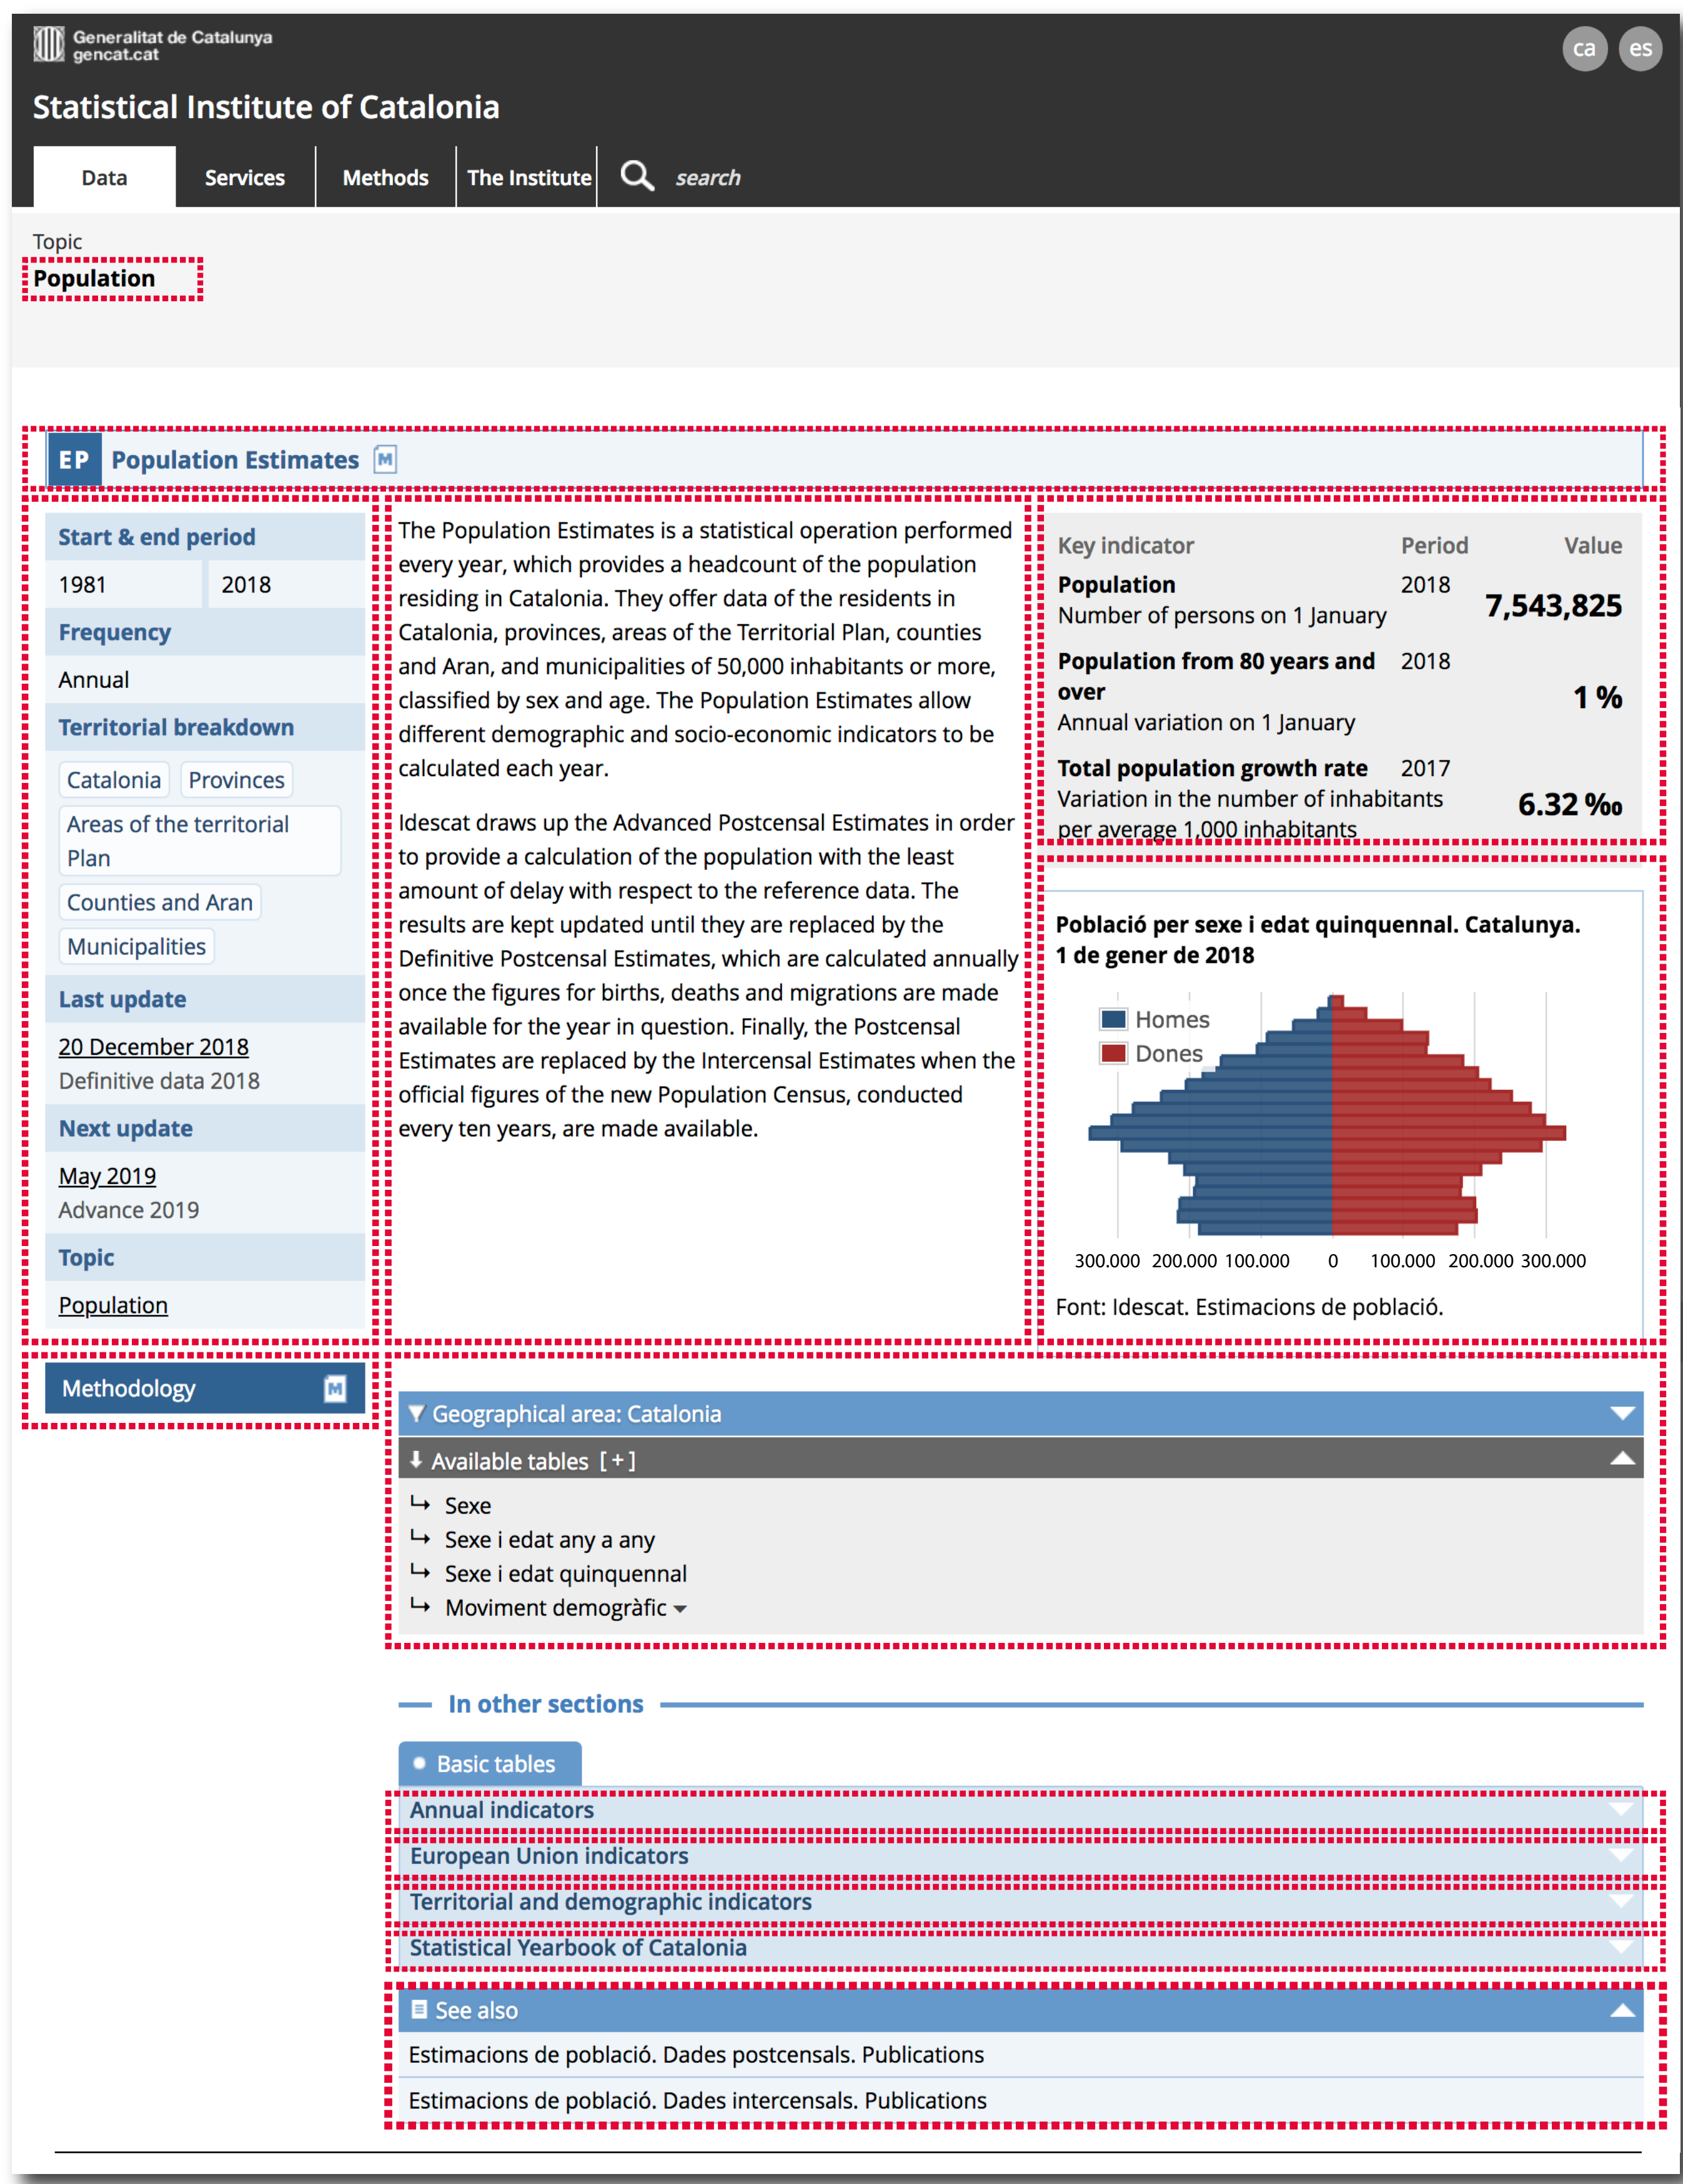 Generalitat de Catalunya
gencat.cat
ca es
Statistical Institute of Catalonia
Data Services Methods The Institute search
Topic
Population
EP Population Estimates M
Start & end period
1981 2018
Frequency
Annual
Territorial breakdown
Catalonia Provinces
Areas of the territorial
Plan
Counties and Aran
Municipalities
Last update
20 December 2018
Definitive data 2018
Next update
May 2019
Advance 2019
Topic
Population
Methodology M
The Population Estimates is a statistical operation performed
every year, which provides a headcount of the population
residing in Catalonia. They offer data of the residents in
Catalonia, provinces, areas of the Territorial Plan, counties
and Aran, and municipalities of 50,000 inhabitants or more,
classified by sex and age. The Population Estimates allow
different demographic and socio-economic indicators to be
calculated each year.
Idescat draws up the Advanced Postcensal Estimates in order
to provide a calculation of the population with the least
amount of delay with respect to the reference data. The
results are kept updated until they are replaced by the
Definitive Postcensal Estimates, which are calculated annually
once the figures for births, deaths and migrations are made
available for the year in question. Finally, the Postcensal
Estimates are replaced by the Intercensal Estimates when the
official figures of the new Population Census, conducted
every ten years, are made available.
Key indicator Period Value
Population 2018
Number of persons on 1 January 7,543,825
Population from 80 years and 2018
over 1 %
Annual variation on 1 January
Total population growth rate 2017
Variation in the number of inhabitants 6.32 ‰
per average 1,000 inhabitants
Població per sexe i edat quinquennal. Catalunya.
1 de gener de 2018
Homes
Dones
300.000 200.000 100.000 0 100.000 200.000 300.000
Font: Idescat. Estimacions de població.
Geographical area: Catalonia
Available tables [+]
Sexe
Sexe i edat any a any
Sexe i edat quinquennal
Moviment demogràfic
In other sections
Basic tables
Annual indicators
European Union indicators
Territorial and demographic indicators
Statistical Yearbook of Catalonia
See also
Estimacions de població. Dades postcensals. Publications
Estimacions de població. Dades intercensals. Publications